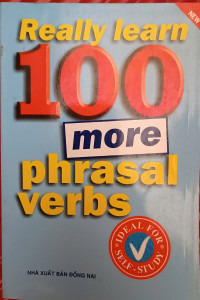 NEW
Really learn
100
more
phrasal
verbs
IDEAL FOR
SELF-STUDY
NHÀ XUẤT BẢN ĐỒNG NAI